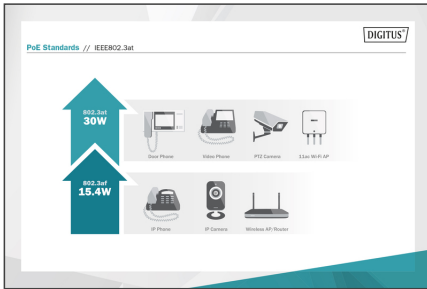 DIGITUS®
PoE Standards // IEEE802.3at
802.3at
30W
Door Phone Video Phone PTZ Camera 11ac Wi-Fi AP
802.3af
15.4W
IP Phone IP Camera Wireless AP/Router